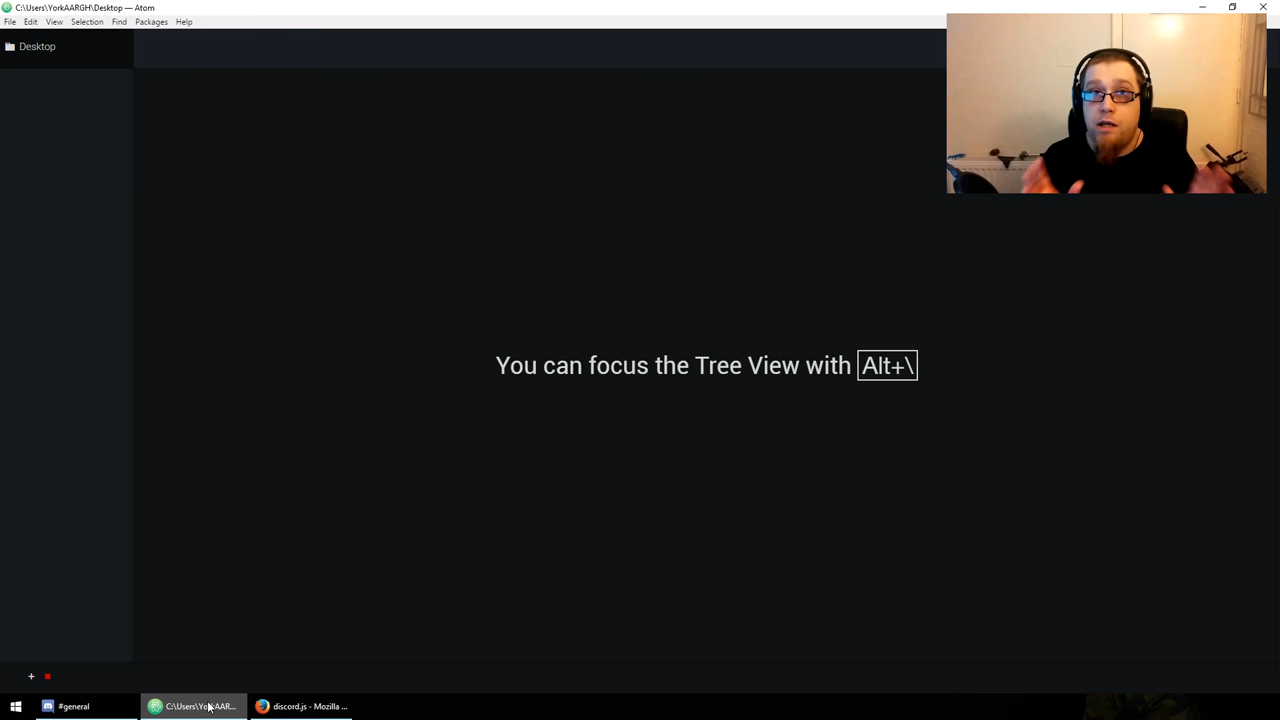 C:\Users\YorkAARGH\Desktop — Atom
File Edit View Selection Find Packages Help
Desktop
You can focus the Tree View with Alt+\
#general
C:\Users\YorkAAR...
discord.js - Mozilla ...